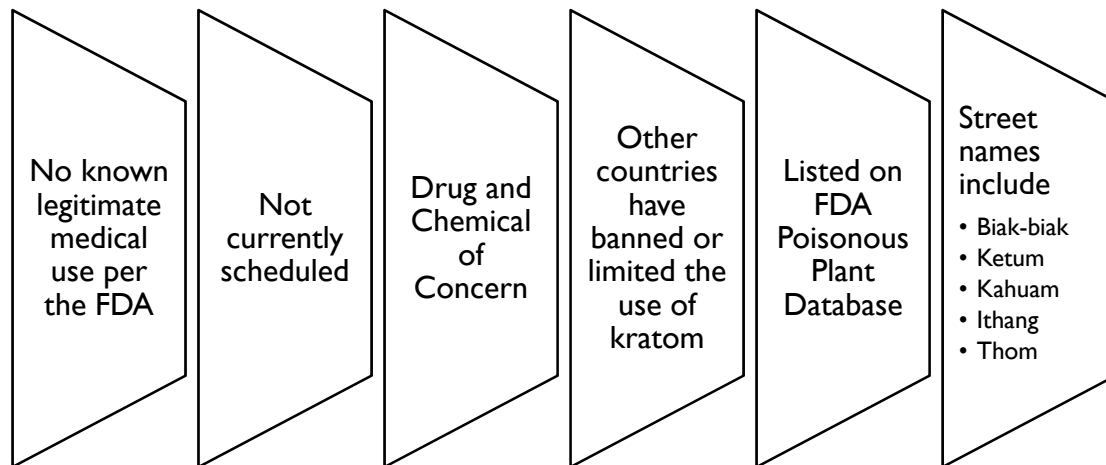 No known
legitimate
medical
use per
the FDA
Not
currently
scheduled
Drug and
Chemical
of
Concern
Other
countries
have
banned or
limited the
use of
kratom
Listed on
FDA
Poisonous
Plant
Database
Street
names
include
• Biak-biak
• Ketum
• Kahuam
• Ithang
• Thom